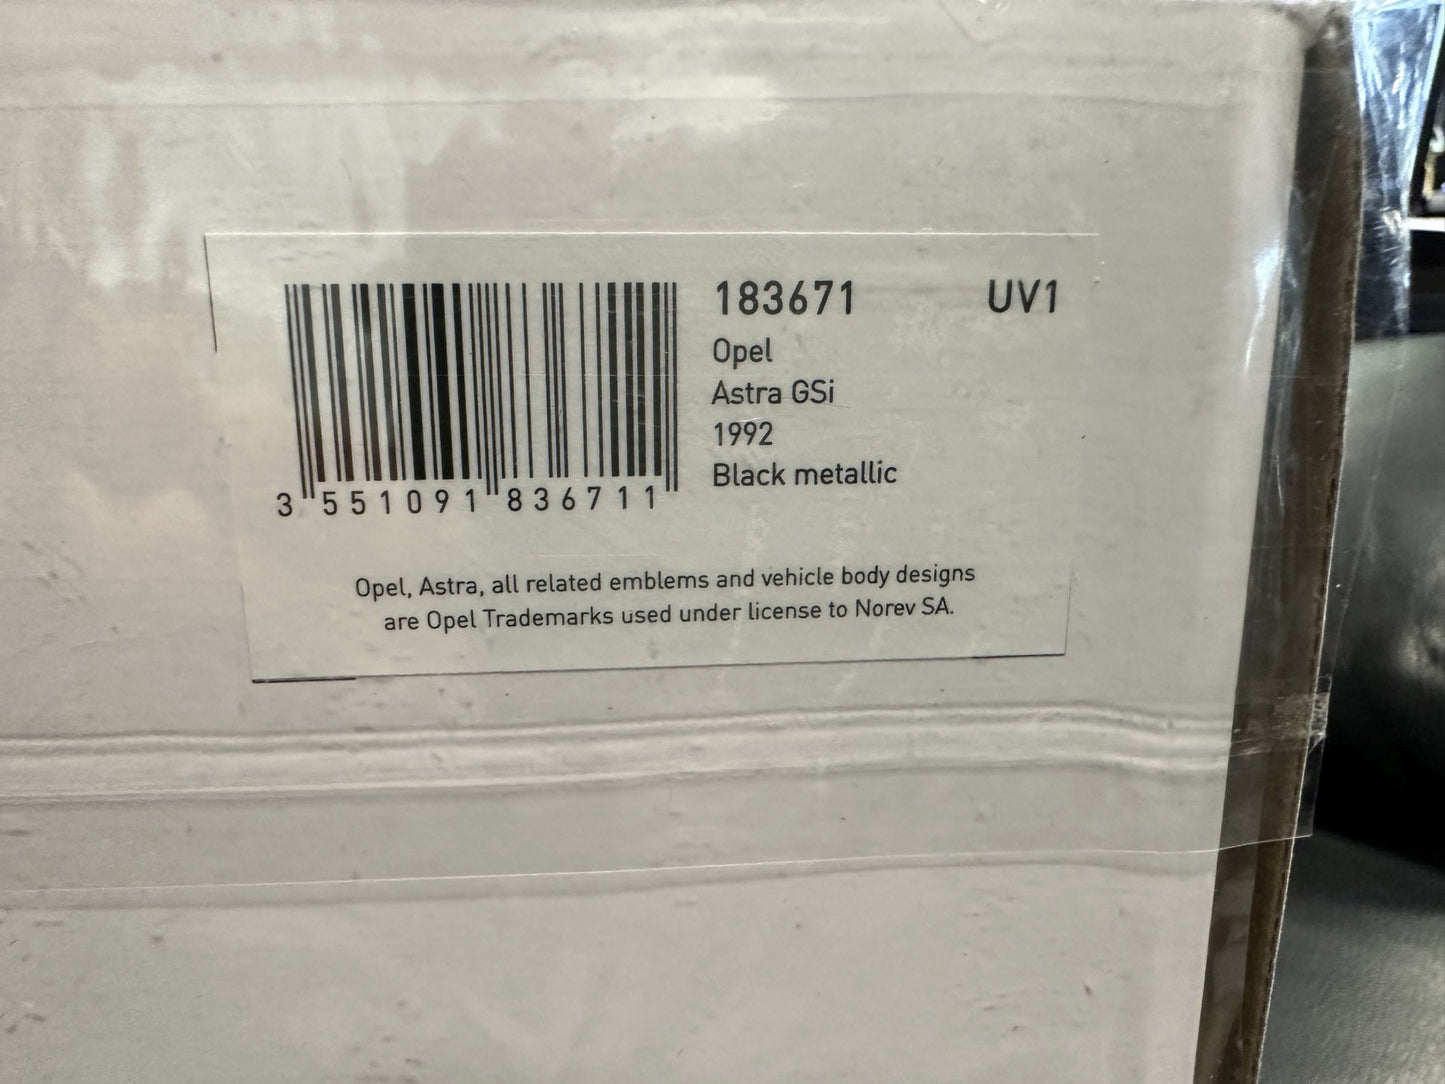 183671 UV1
Opel
Astra GSi
1992
Black metallic
3 551091 836711
Opel, Astra, all related emblems and vehicle body designs
are Opel Trademarks used under license to Norev SA.